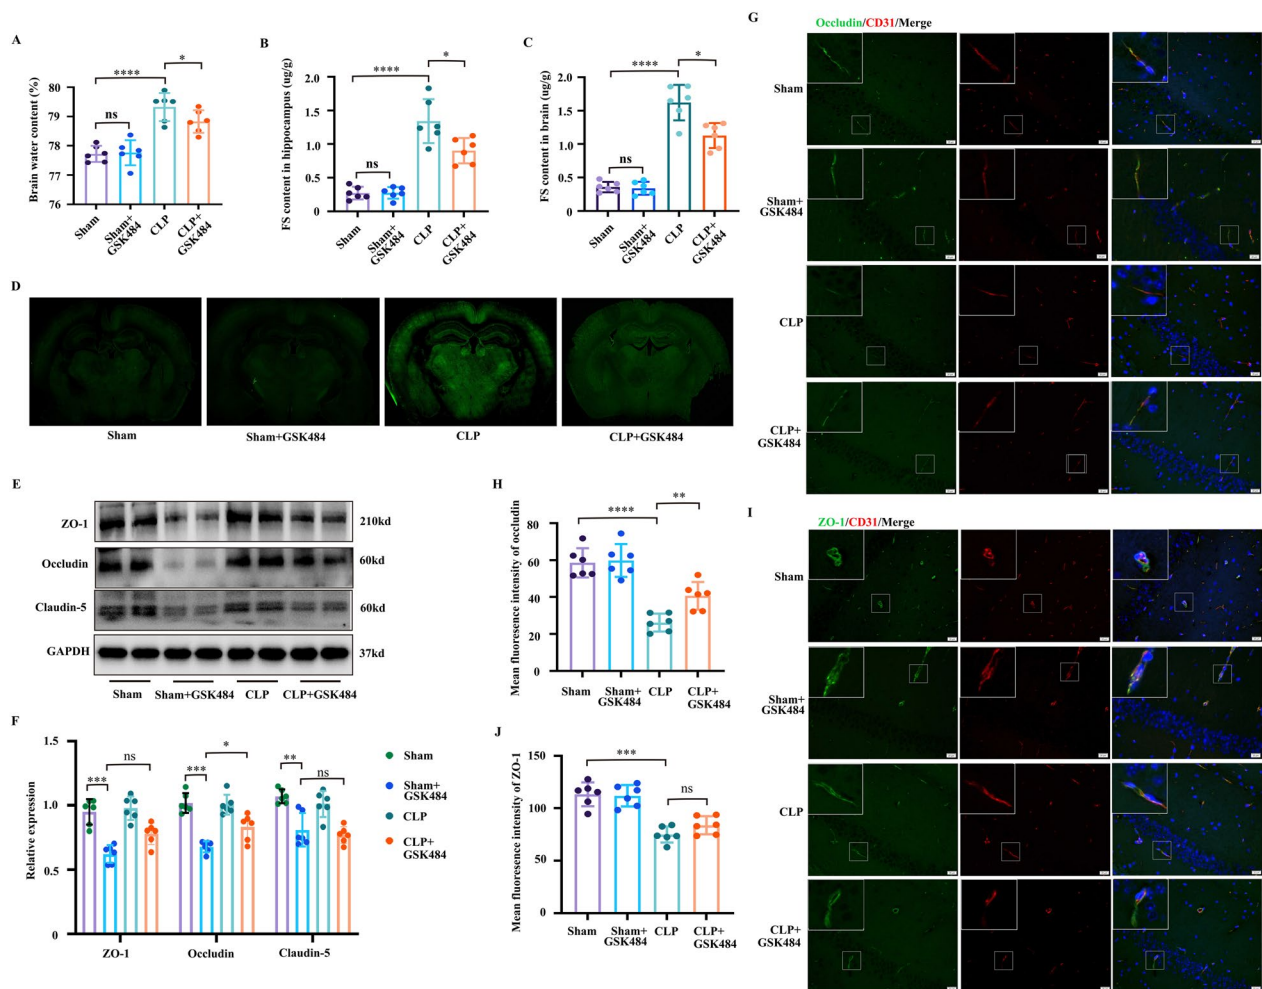 A
Brain water content (%)
80
79
78
77
76
ns
****
*
Sham
Sham+
GSK484
CLP
CLP+
GSK484
B
FS content in hippocampus (ug/g)
2.0
1.5
1.0
0.5
0
ns
****
*
Sham
Sham+
GSK484
CLP
CLP+
GSK484
C
FS content in brain (ug/g)
2.0
1.5
1.0
0.5
0
ns
****
*
Sham
Sham+
GSK484
CLP
CLP+
GSK484
D
Sham
Sham+GSK484
CLP
CLP+GSK484
E
ZO-1
210kd
Occludin
60kd
Claudin-5
60kd
GAPDH
37kd
Sham
Sham+GSK484
CLP
CLP+GSK484
F
Relative expression
1.5
1.0
0.5
0
***
ns
***
*
**
ns
ZO-1
Occludin
Claudin-5
Sham
Sham+
GSK484
CLP
CLP+
GSK484
G
Occludin/CD31/Merge
Sham
Sham+
GSK484
CLP
CLP+
GSK484
H
Mean fluoresence intensity of occludin
80
60
40
20
0
****
**
Sham
Sham+
GSK484
CLP
CLP+
GSK484
I
ZO-1/CD31/Merge
Sham
Sham+
GSK484
CLP
CLP+
GSK484
J
Mean fluoresence intensity of ZO-1
150
100
50
0
***
ns
Sham
Sham+
GSK484
CLP
CLP+
GSK484